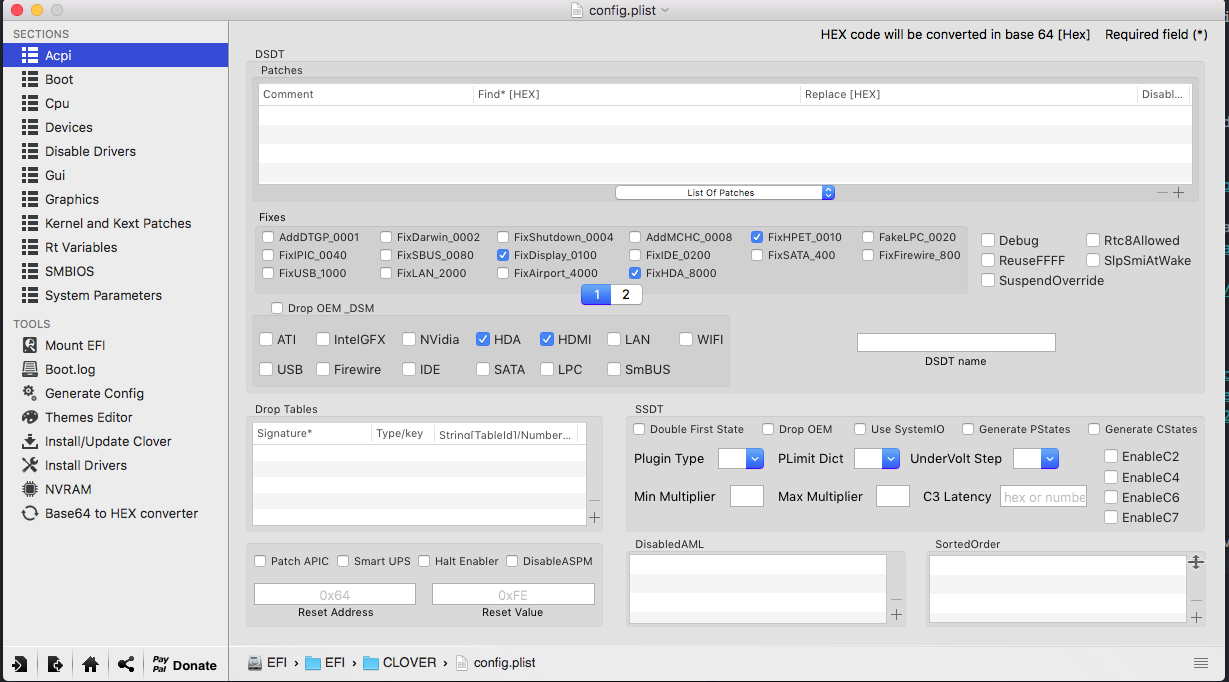 config.plist
SECTIONS
Acpi
Boot
Cpu
Devices
Disable Drivers
Gui
Graphics
Kernel and Kext Patches
Rt Variables
SMBIOS
System Parameters
TOOLS
Mount EFI
Boot.log
Generate Config
Themes Editor
Install/Update Clover
Install Drivers
NVRAM
Base64 to HEX converter
Pay
Pal
Donate
HEX code will be converted in base 64 [Hex] Required field (*)
DSDT
Patches
Comment Find* [HEX] Replace [HEX] Disabl...
List Of Patches
Fixes
AddDTGP_0001 FixDarwin_0002 FixShutdown_0004 AddMCHC_0008 FixHPET_0010 FakeLPC_0020
FixIPIC_0040 FixSBUS_0080 FixDisplay_0100 FixIDE_0200 FixSATA_400 FixFirewire_800
FixUSB_1000 FixLAN_2000 FixAirport_4000 FixHDA_8000
1 2
Debug Rtc8Allowed
ReuseFFFF SlpSmiAtWake
SuspendOverride
Drop OEM _DSM
ATI IntelGFX NVidia HDA HDMI LAN WIFI
USB Firewire IDE SATA LPC SmBUS
DSDT name
Drop Tables
Signature* Type/key String[TableId]/Number...
SSDT
Double First State Drop OEM Use SystemIO Generate PStates Generate CStates
Plugin Type PLimit Dict UnderVolt Step
Min Multiplier Max Multiplier C3 Latency hex or numbe
EnableC2
EnableC4
EnableC6
EnableC7
Patch APIC Smart UPS Halt Enabler DisableASPM
0x64 0xFE
Reset Address Reset Value
DisabledAML
SortedOrder
EFI › EFI › CLOVER › config.plist